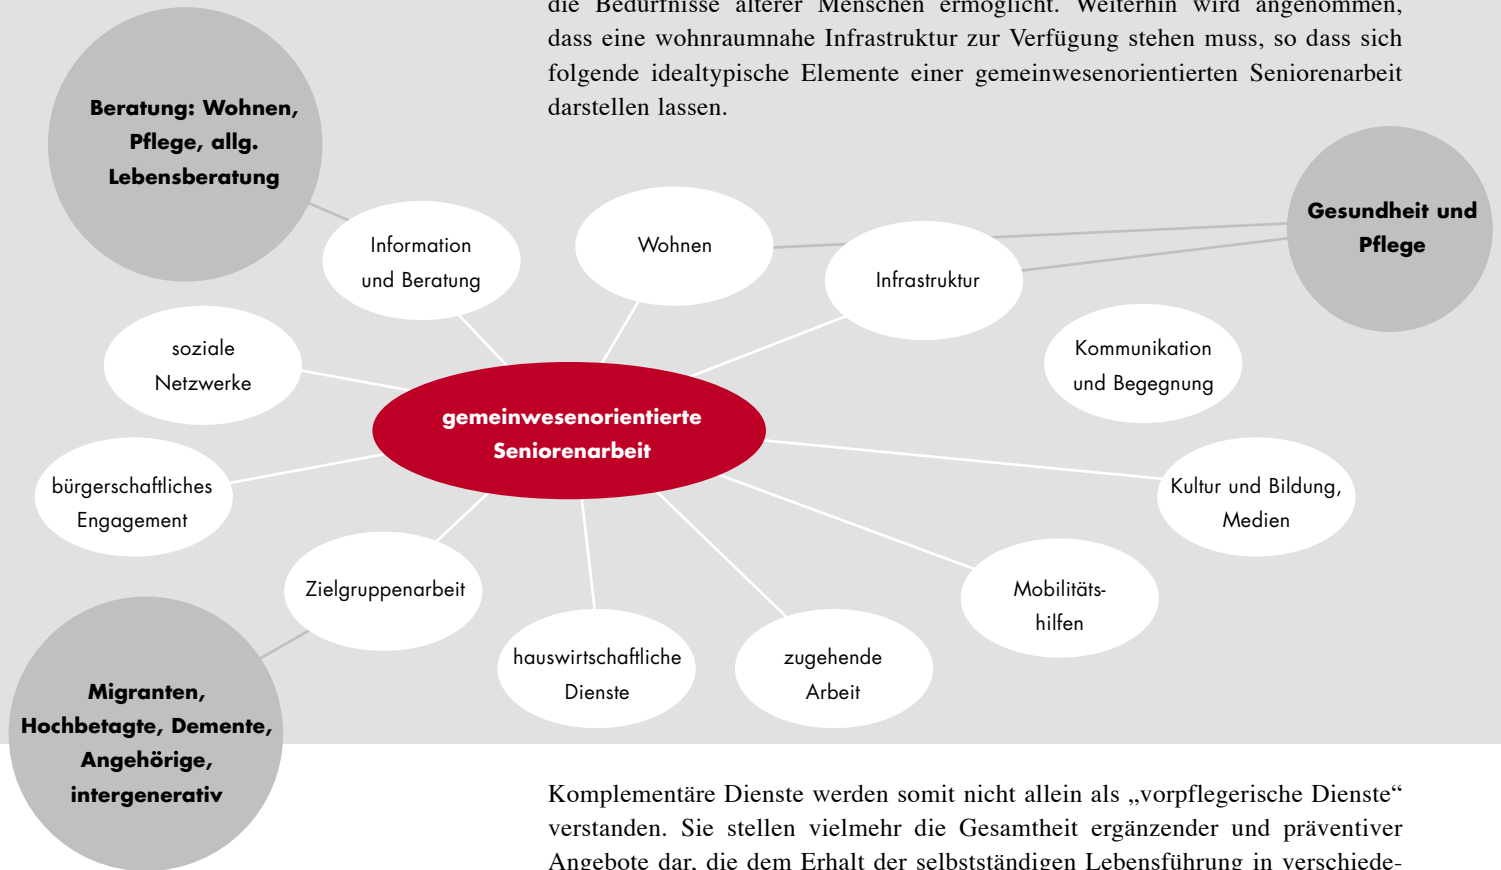 die Bedürfnisse älterer Menschen ermöglicht. Weiterhin wird angenommen,
dass eine wohnraumnahe Infrastruktur zur Verfügung stehen muss, so dass sich
folgende idealtypische Elemente einer gemeinwesenorientierten Seniorenarbeit
darstellen lassen.
Beratung: Wohnen,
Pflege, allg.
Lebensberatung
Gesundheit und
Pflege
Information
und Beratung
Wohnen
Infrastruktur
soziale
Netzwerke
Kommunikation
und Begegnung
gemeinwesenorientierte
Seniorenarbeit
bürgerschaftliches
Engagement
Kultur und Bildung,
Medien
Zielgruppenarbeit
Mobilitäts-
hilfen
hauswirtschaftliche
Dienste
zugehende
Arbeit
Migranten,
Hochbetagte, Demente,
Angehörige,
intergenerativ
Komplementäre Dienste werden somit nicht allein als „vorpflegerische Dienste“
verstanden. Sie stellen vielmehr die Gesamtheit ergänzender und präventiver
Angebote dar, die dem Erhalt der selbstständigen Lebensführung in verschiede-